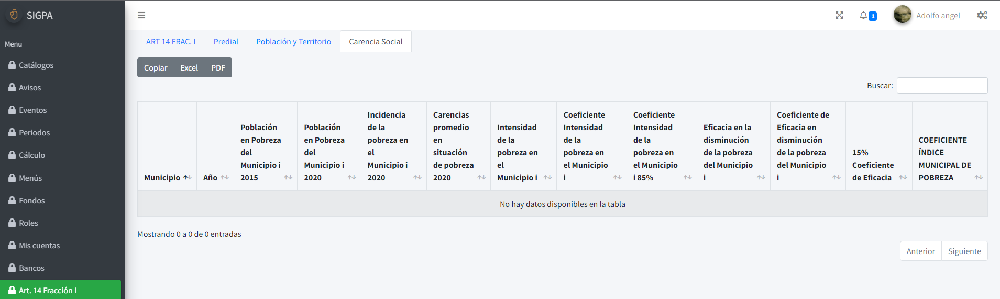 SIGPA
1
Adolfo angel
Menu
Catálogos
Avisos
Eventos
Periodos
Cálculo
Menús
Fondos
Roles
Mis cuentas
Bancos
Art. 14 Fracción I
ART 14 FRAC. I
Predial
Población y Territorio
Carencia Social
Copiar
Excel
PDF
Buscar:
Municipio
Año
Población
en Pobreza
del
Municipio i
2015
Población
en Pobreza
del
Municipio i
2020
Incidencia
de la
pobreza en
el
Municipio i
2020
Carencias
promedio
en
situación
de pobreza
2020
Intensidad
de la
pobreza en
el
Municipio i
Coeficiente
Intensidad
de la
pobreza en
el Municipio
i
Coeficiente
Intensidad
de la
pobreza en
el Municipio
i 85%
Eficacia en la
disminución
de la pobreza
del Municipio
i
Coeficiente de
Eficacia en
disminución
de la pobreza
del Municipio
i
15%
Coeficiente
de Eficacia
COEFICIENTE
ÍNDICE
MUNICIPAL DE
POBREZA
No hay datos disponibles en la tabla
Mostrando 0 a 0 de 0 entradas
Anterior
Siguiente